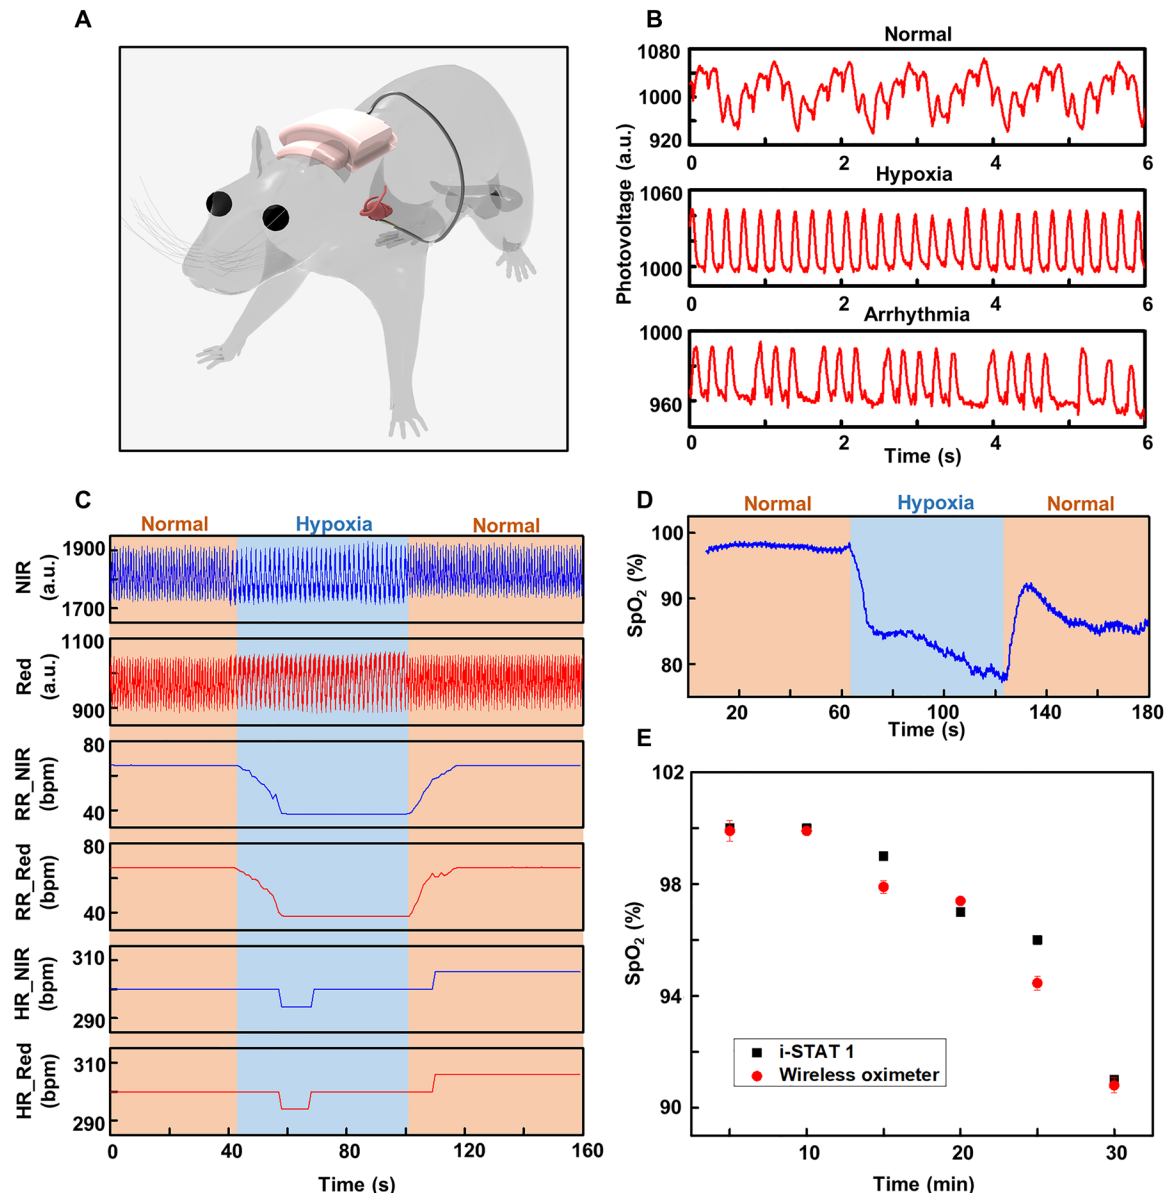 A
B
Normal
1080
1000
920
0 2 4 6
Hypoxia
1060
1000
0 2 4 6
Arrhythmia
1000
960
0 2 4 6
Photovoltage (a.u.)
Time (s)
C
Normal Hypoxia Normal
NIR
(a.u.)
1900
1700
Red
(a.u.)
1100
900
RR_NIR
(bpm)
80
40
RR_Red
(bpm)
80
40
HR_NIR
(bpm)
310
290
HR_Red
(bpm)
310
290
0 40 80 120 160
Time (s)
D
Normal Hypoxia Normal
SpO₂ (%)
100
90
80
20 60 100 140 180
Time (s)
E
SpO₂ (%)
102
98
94
90
i-STAT 1
Wireless oximeter
10 20 30
Time (min)